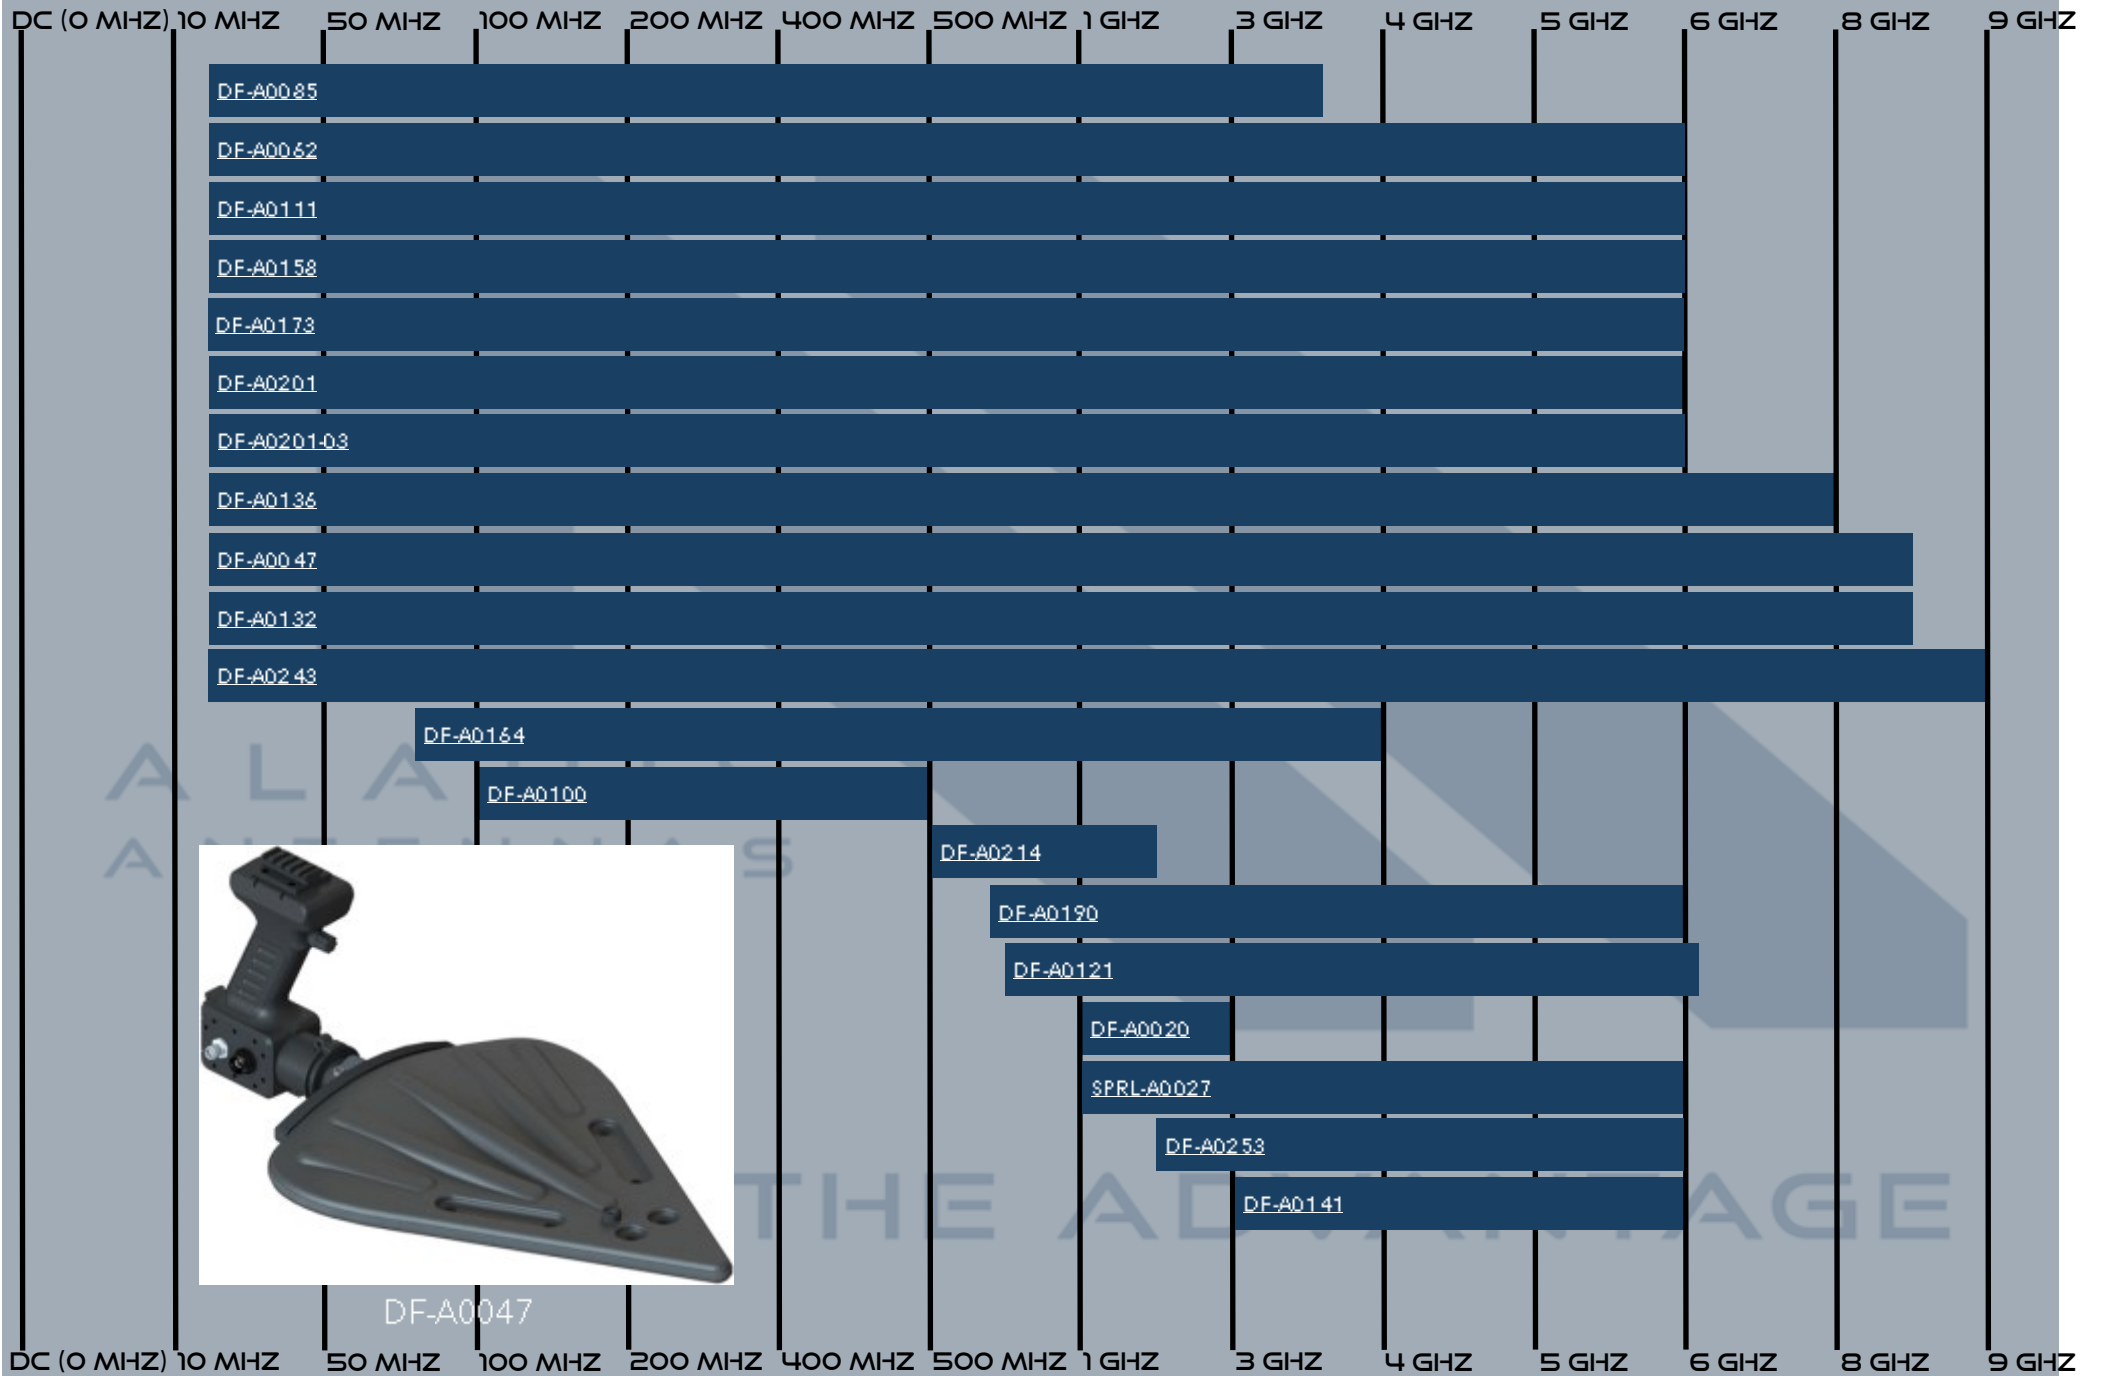 DC (0 MHZ) 10 MHZ 50 MHZ 100 MHZ 200 MHZ 400 MHZ 500 MHZ 1 GHZ 3 GHZ 4 GHZ 5 GHZ 6 GHZ 8 GHZ 9 GHZ
DF-A0085
DF-A0062
DF-A0111
DF-A0158
DF-A0173
DF-A0201
DF-A0201-03
DF-A0136
DF-A0047
DF-A0132
DF-A0243
DF-A0164
DF-A0100
DF-A0214
DF-A0190
DF-A0121
DF-A0020
SPRL-A0027
DF-A0253
THE ADVANTAGE
DF-A0141
DF-A0047
DC (0 MHZ) 10 MHZ 50 MHZ 100 MHZ 200 MHZ 400 MHZ 500 MHZ 1 GHZ 3 GHZ 4 GHZ 5 GHZ 6 GHZ 8 GHZ 9 GHZ